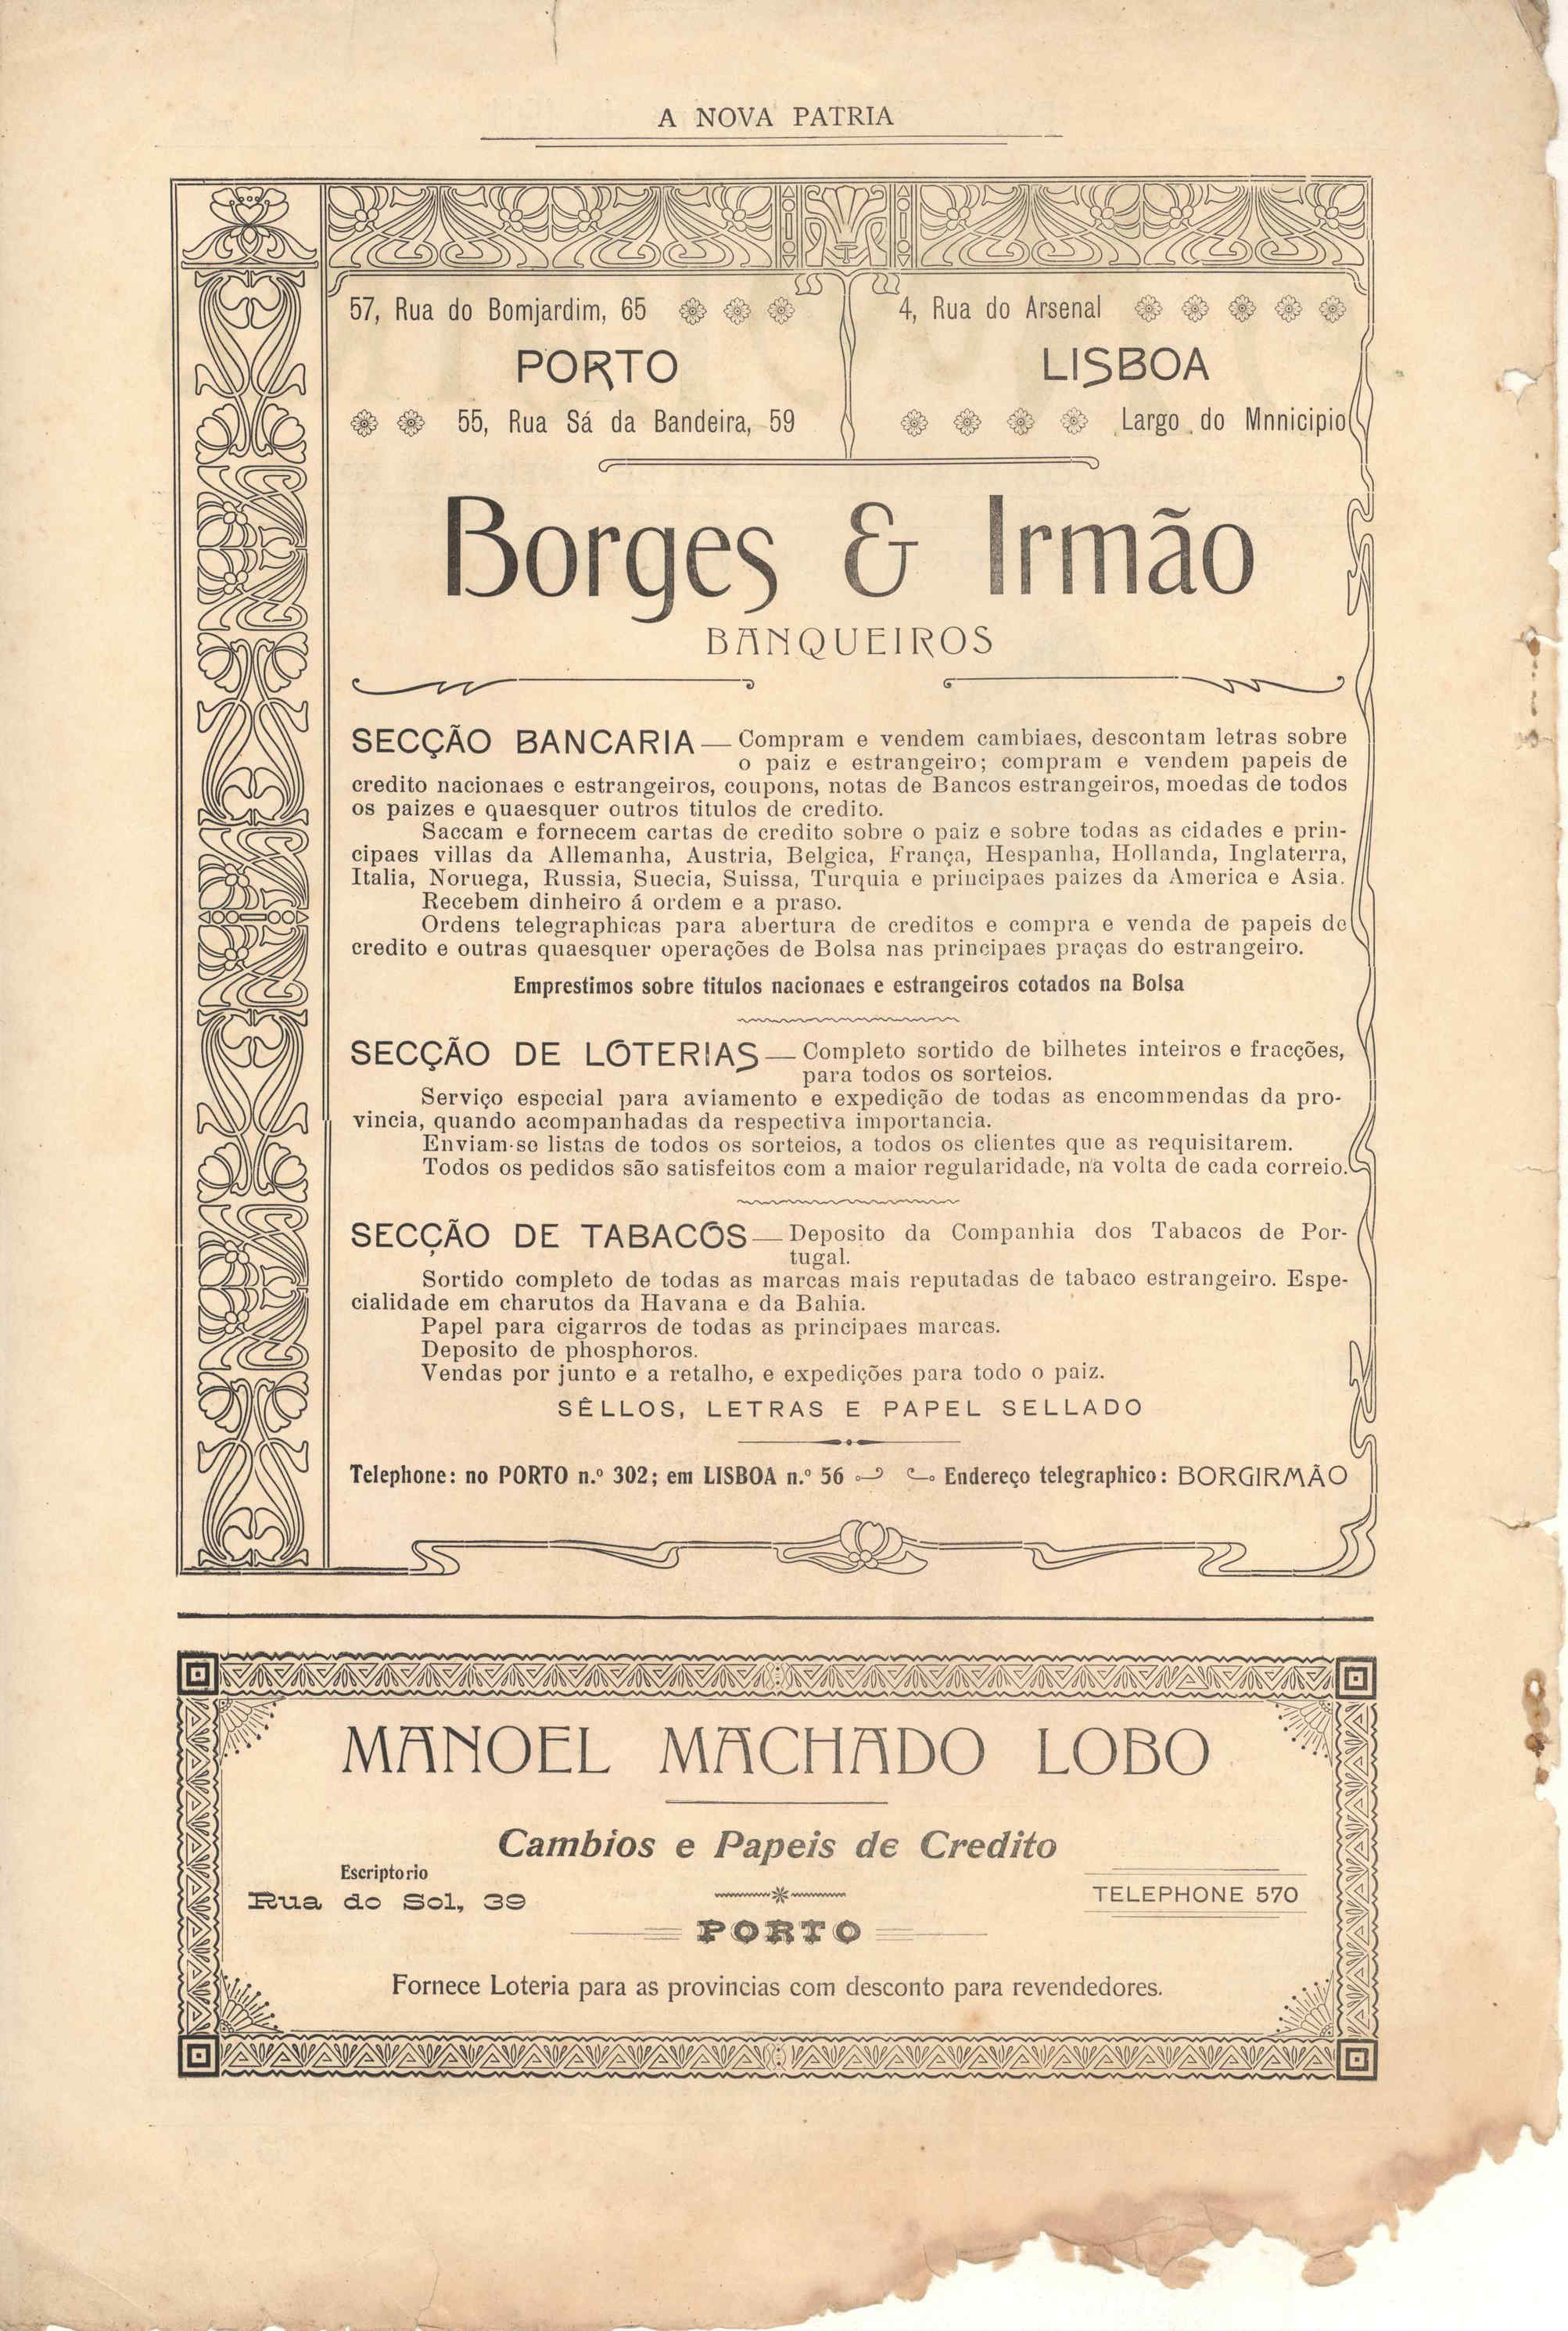 A NOVA PATRIA
57, Rua do Bomjardim, 65
PORTO
55, Rua Sá da Bandeira, 59
4, Rua do Arsenal
LISBOA
Largo do Mnnicipio
Borges & Irmão
BANQUEIROS
SECÇÃO BANCARIA — Compram e vendem cambiaes, descontam letras sobre
o paiz e estrangeiro; compram e vendem papeis de
credito nacionaes e estrangeiros, coupons, notas de Bancos estrangeiros, moedas de todos
os paizes e quaesquer outros titulos de credito.
Saccam e fornecem cartas de credito sobre o paiz e sobre todas as cidades e prin-
cipaes villas da Allemanha, Austria, Belgica, França, Hespanha, Hollanda, Inglaterra,
Italia, Noruega, Russia, Suecia, Suissa, Turquia e principaes paizes da America e Asia.
Recebem dinheiro á ordem e a praso.
Ordens telegraphicas para abertura de creditos e compra e venda de papeis de
credito e outras quaesquer operações de Bolsa nas principaes praças do estrangeiro.
Emprestimos sobre titulos nacionaes e estrangeiros cotados na Bolsa
SECÇÃO DE LOTERIAS — Completo sortido de bilhetes inteiros e fracções,
para todos os sorteios.
Serviço especial para aviamento e expedição de todas as encommendas da pro-
vincia, quando acompanhadas da respectiva importancia.
Enviam-se listas de todos os sorteios, a todos os clientes que as requisitarem.
Todos os pedidos são satisfeitos com a maior regularidade, na volta de cada correio.
SECÇÃO DE TABACOS — Deposito da Companhia dos Tabacos de Por-
tugal.
Sortido completo de todas as marcas mais reputadas de tabaco estrangeiro. Espe-
cialidade em charutos da Havana e da Bahia.
Papel para cigarros de todas as principaes marcas.
Deposito de phosphoros.
Vendas por junto e a retalho, e expedições para todo o paiz.
SÊLLOS, LETRAS E PAPEL SELLADO
Telephone: no PORTO n.º 302; em LISBOA n.º 56 Endereço telegraphico: BORGIRMÃO
MANOEL MACHADO LOBO
Cambios e Papeis de Credito
Escriptorio
Rua do Sol, 39
TELEPHONE 570
PORTO
Fornece Loteria para as provincias com desconto para revendedores.